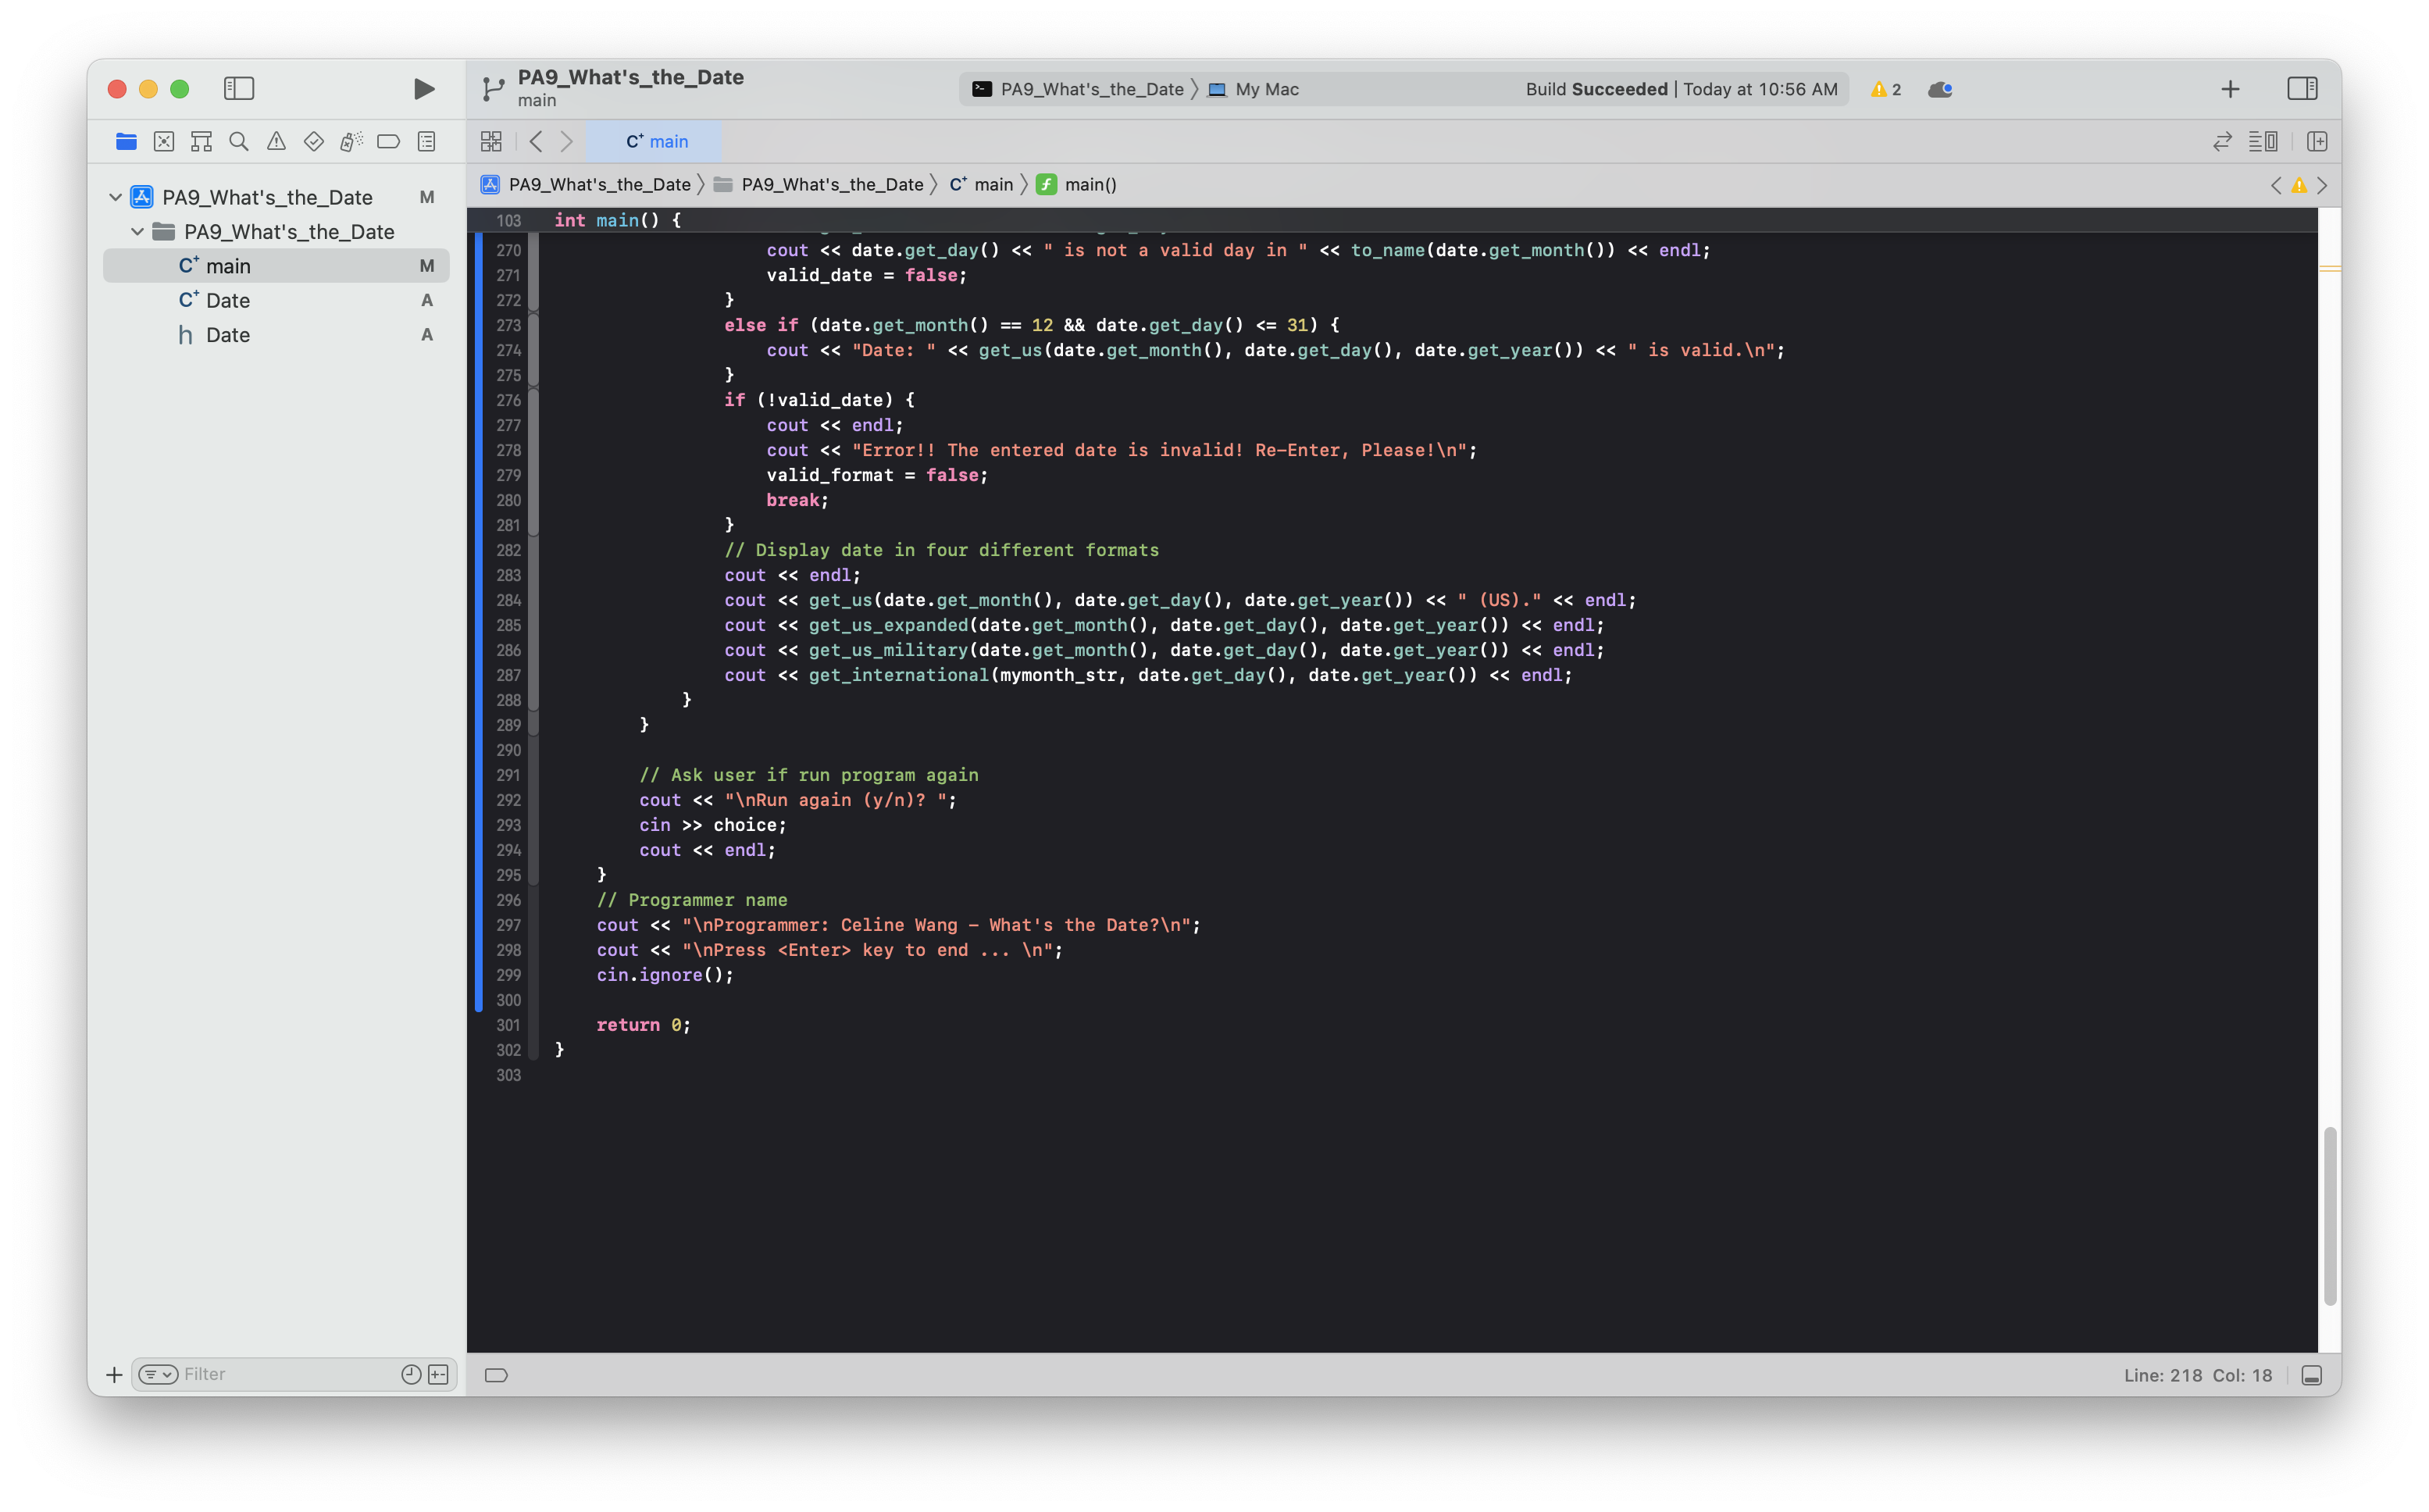 PA9_What's_the_Date
main
PA9_What's_the_Date My Mac
Build Succeeded | Today at 10:56 AM
2
main
PA9_What's_the_Date PA9_What's_the_Date main main()
PA9_What's_the_Date M
PA9_What's_the_Date
main M
Date A
h Date A
103 int main() {
270 cout << date.get_day() << " is not a valid day in " << to_name(date.get_month()) << endl;
271 valid_date = false;
272 }
273 else if (date.get_month() == 12 && date.get_day() <= 31) {
274 cout << "Date: " << get_us(date.get_month(), date.get_day(), date.get_year()) << " is valid.\n";
275 }
276 if (!valid_date) {
277 cout << endl;
278 cout << "Error!! The entered date is invalid! Re-Enter, Please!\n";
279 valid_format = false;
280 break;
281 }
282 // Display date in four different formats
283 cout << endl;
284 cout << get_us(date.get_month(), date.get_day(), date.get_year()) << " (US)." << endl;
285 cout << get_us_expanded(date.get_month(), date.get_day(), date.get_year()) << endl;
286 cout << get_us_military(date.get_month(), date.get_day(), date.get_year()) << endl;
287 cout << get_international(mymonth_str, date.get_day(), date.get_year()) << endl;
288 }
289 }
290
291 // Ask user if run program again
292 cout << "\nRun again (y/n)? ";
293 cin >> choice;
294 cout << endl;
295 }
296 // Programmer name
297 cout << "\nProgrammer: Celine Wang - What's the Date?\n";
298 cout << "\nPress <Enter> key to end ... \n";
299 cin.ignore();
300
301 return 0;
302 }
303
Filter
Line: 218 Col: 18